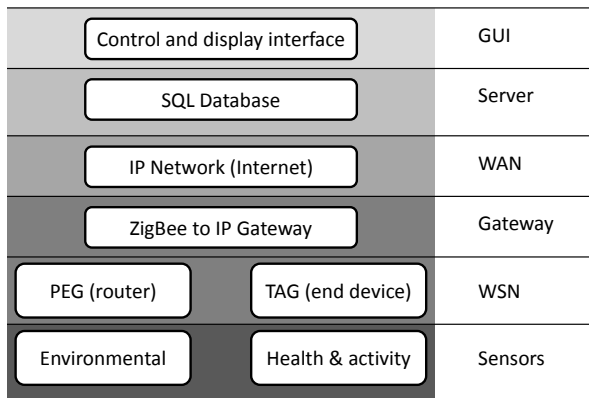 Control and display interface
GUI
SQL Database
Server
IP Network (Internet)
WAN
ZigBee to IP Gateway
Gateway
PEG (router)
TAG (end device)
WSN
Environmental
Health & activity
Sensors